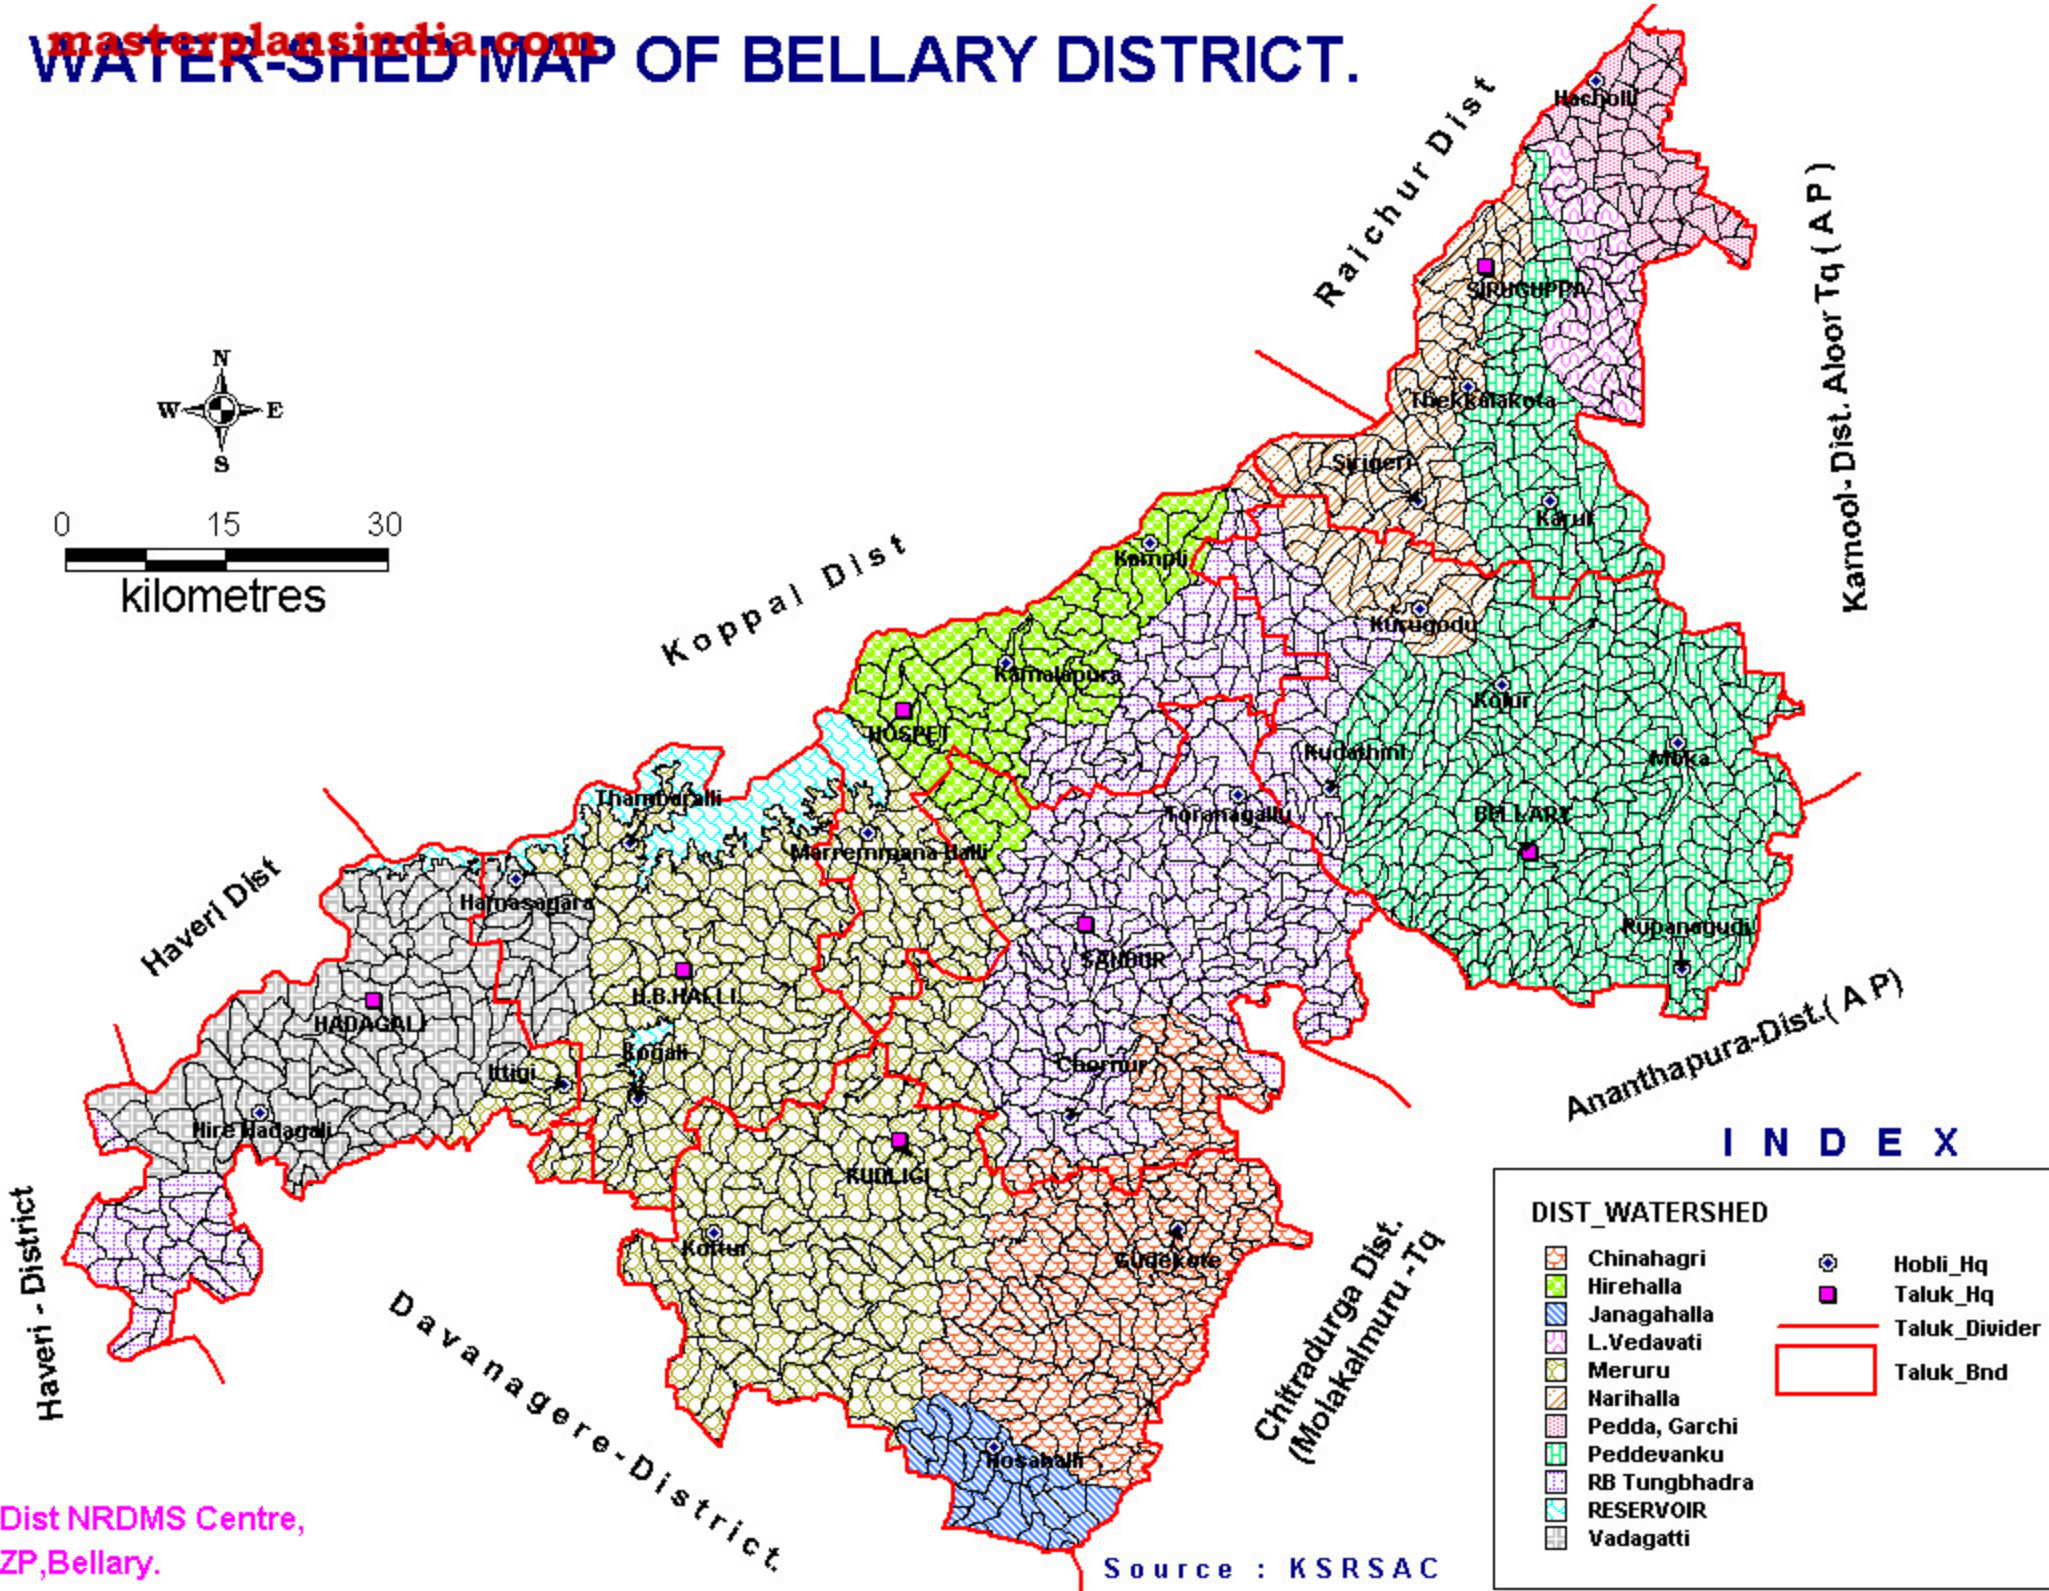 masterplansindia.com
WATER-SHED MAP OF BELLARY DISTRICT.
Raichur Dist
Karnool-Dist. Aloor Tq ( A P )
Koppal Dist
Haveri Dist
Haveri - District
Davanagere-District.
Chitradurga Dist.
(Molakalmuru -Tq
Ananthapura-Dist.( A P)
N
W
E
S
0 15 30
kilometres
Hacholli
SIRUGUPPA
Thekkalakota
Sirigeri
Karur
Kampli
Kurugodu
Kamalapura
Kolur
HOSPET
Kudathini
Moka
Thambaralli
Toranagallu
BELLARY
Marremmana Halli
Hamasagara
Rupanagudi
SANDUR
H.B.HALLI.
HADAGALI
Kogali
Ittigi
Chornur
Hire Hadagali
KUDLIGI
Kottur
Gudekote
Hosahalli
I N D E X
DIST_WATERSHED
Chinahagri
Hirehalla
Janagahalla
L.Vedavati
Meruru
Narihalla
Pedda, Garchi
Peddevanku
RB Tungbhadra
RESERVOIR
Vadagatti
Hobli_Hq
Taluk_Hq
Taluk_Divider
Taluk_Bnd
Dist NRDMS Centre,
ZP,Bellary.
Source : KSRSAC